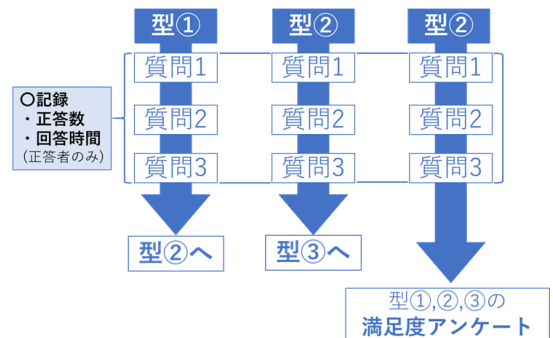 型①
型②
型②
質問1
質問1
質問1
〇記録
・正答数
・回答時間
(正答者のみ)
質問2
質問2
質問2
質問3
質問3
質問3
型②へ
型③へ
型①,②,③の
満足度アンケート